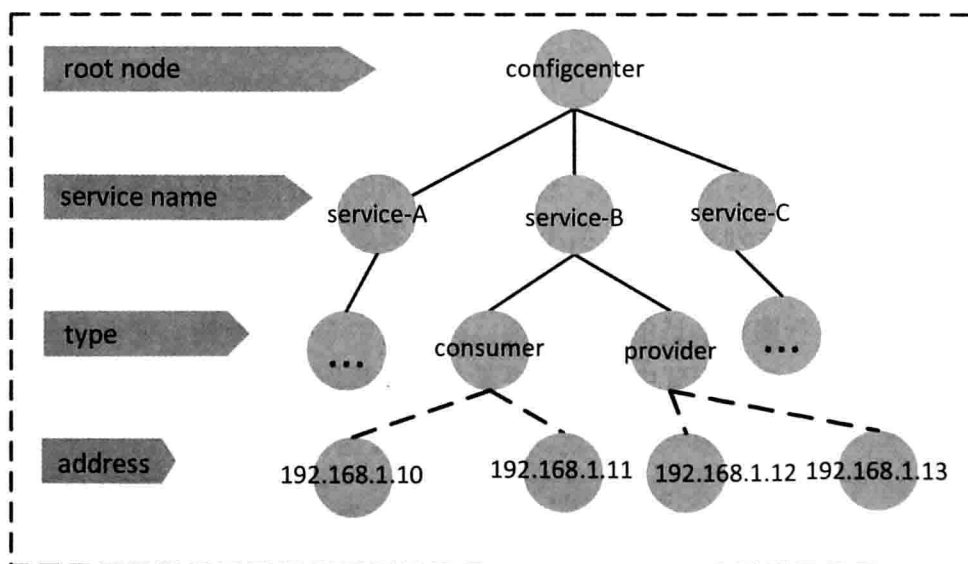 root node
configcenter
service name
service-A
service-B
service-C
type
...
consumer
provider
...
address
192.168.1.10
192.168.1.11
192.168.1.12
192.168.1.13